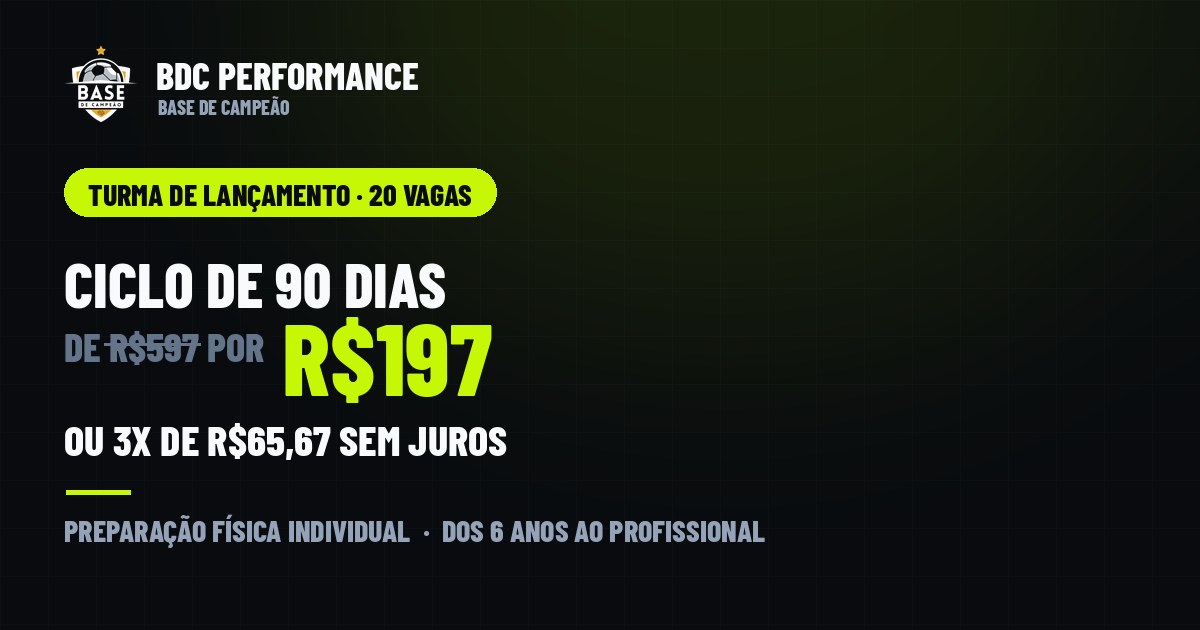 BASE
DE CAMPEÃO
BDC PERFORMANCE
BASE DE CAMPEÃO
TURMA DE LANÇAMENTO · 20 VAGAS
CICLO DE 90 DIAS
DE R$597 POR R$197
OU 3X DE R$65,67 SEM JUROS
PREPARAÇÃO FÍSICA INDIVIDUAL · DOS 6 ANOS AO PROFISSIONAL